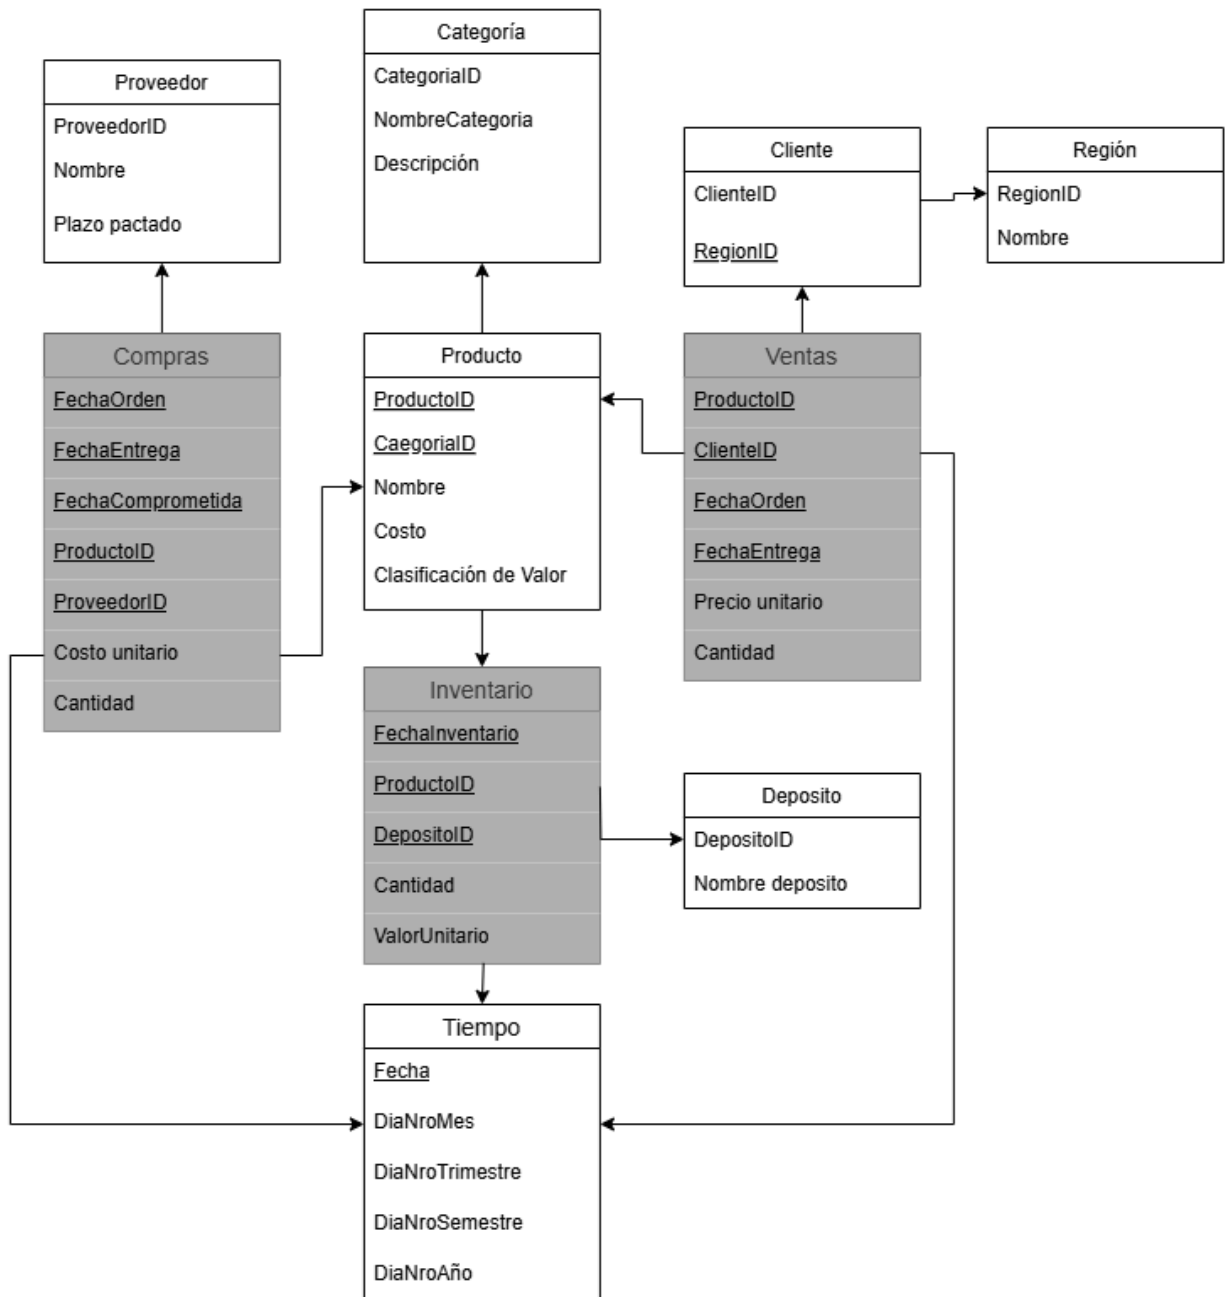 Categoría
CategoriaID
NombreCategoria
Descripción
Proveedor
ProveedorID
Nombre
Plazo pactado
Cliente
ClienteID
RegionID
Región
RegionID
Nombre
Compras
FechaOrden
FechaEntrega
FechaComprometida
ProductoID
ProveedorID
Costo unitario
Cantidad
Producto
ProductoID
CaegoriaID
Nombre
Costo
Clasificación de Valor
Ventas
ProductoID
ClienteID
FechaOrden
FechaEntrega
Precio unitario
Cantidad
Inventario
FechaInventario
ProductoID
DepositoID
Cantidad
ValorUnitario
Deposito
DepositoID
Nombre deposito
Tiempo
Fecha
DiaNroMes
DiaNroTrimestre
DiaNroSemestre
DiaNroAño